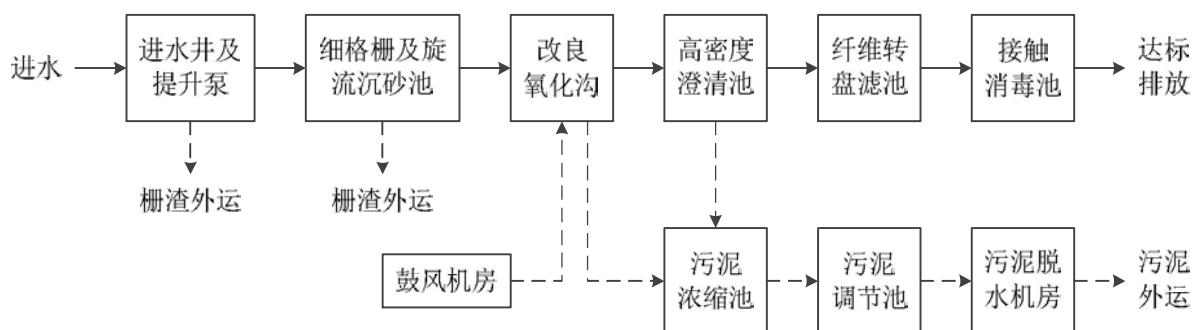 进水
进水井及
提升泵
细格栅及旋
流沉砂池
改良
氧化沟
高密度
澄清池
纤维转
盘滤池
接触
消毒池
达标
排放
栅渣外运
栅渣外运
鼓风机房
污泥
浓缩池
污泥
调节池
污泥脱
水机房
污泥
外运